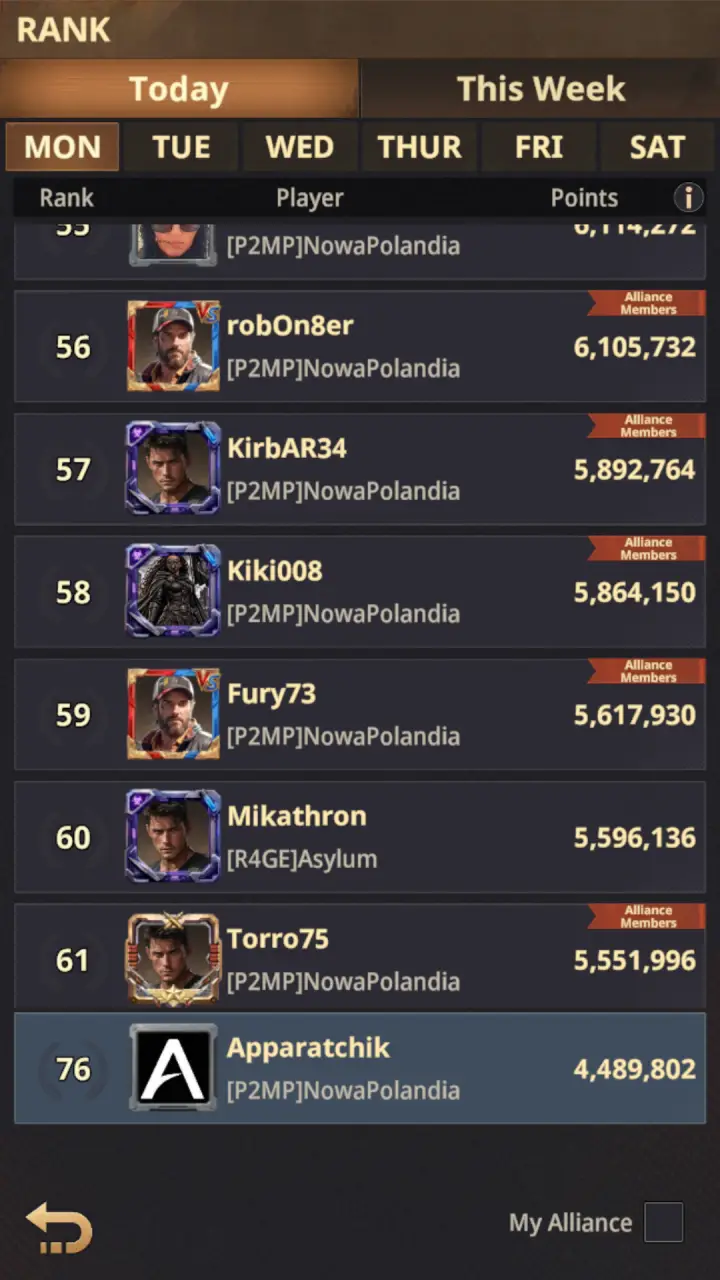 RANK
Today
This Week
MON TUE WED THUR FRI SAT
Rank Player Points
55 [P2MP]NowaPolandia 6,114,272
Alliance Members
56 robOn8er 6,105,732
[P2MP]NowaPolandia
Alliance Members
57 KirbAR34 5,892,764
[P2MP]NowaPolandia
Alliance Members
58 Kiki008 5,864,150
[P2MP]NowaPolandia
Alliance Members
59 Fury73 5,617,930
[P2MP]NowaPolandia
60 Mikathron 5,596,136
[R4GE]Asylum
Alliance Members
61 Torro75 5,551,996
[P2MP]NowaPolandia
76 Apparatchik 4,489,802
[P2MP]NowaPolandia
My Alliance